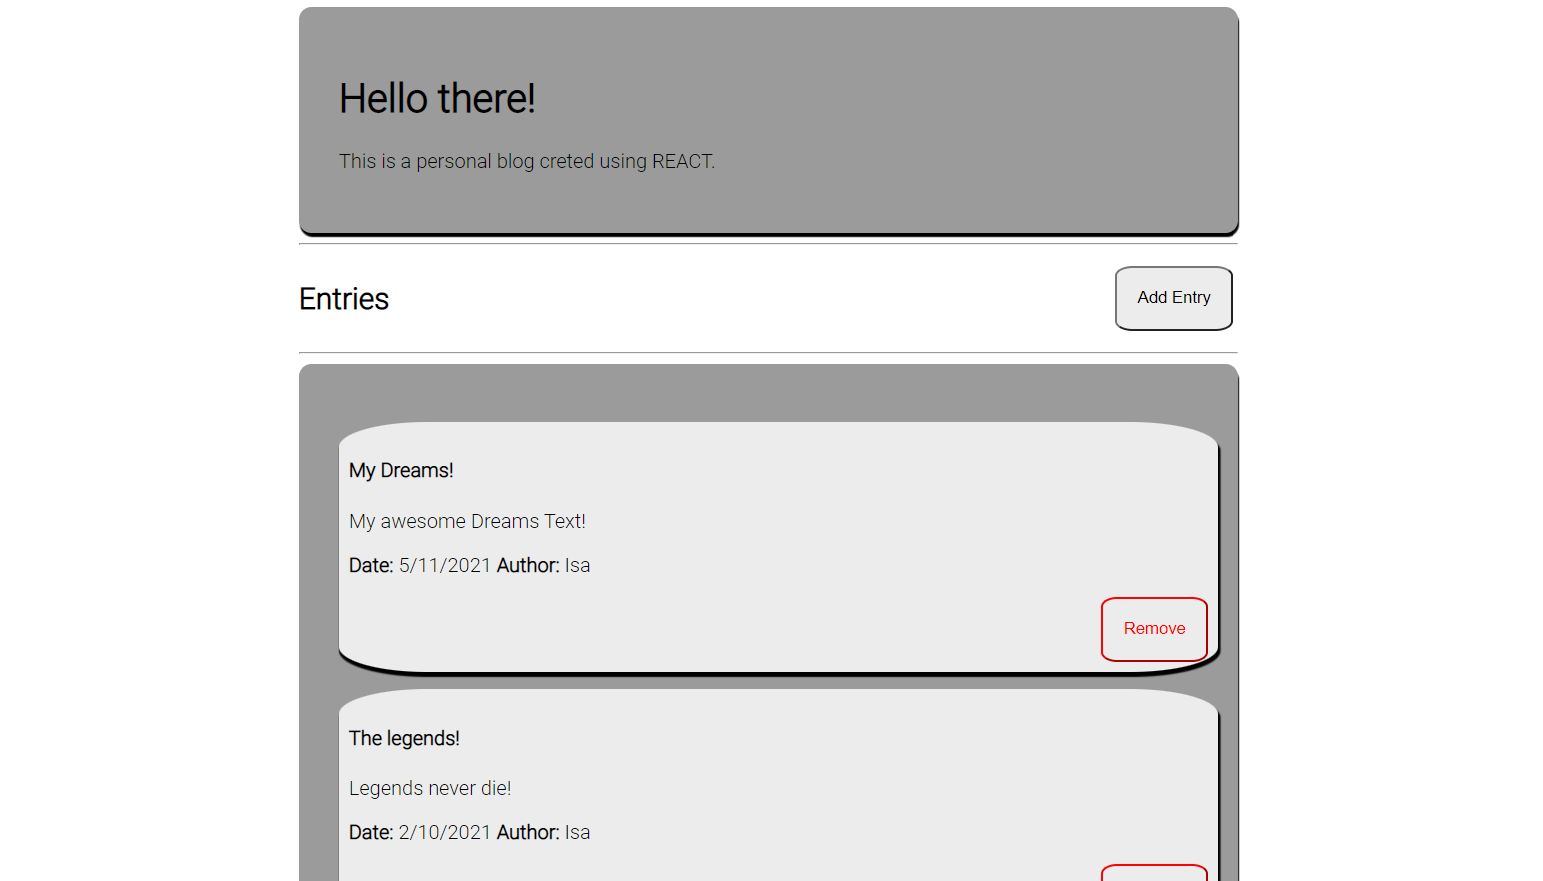 Hello there!
This is a personal blog creted using REACT.
Entries
Add Entry
My Dreams!
My awesome Dreams Text!
Date: 5/11/2021 Author: Isa
Remove
The legends!
Legends never die!
Date: 2/10/2021 Author: Isa